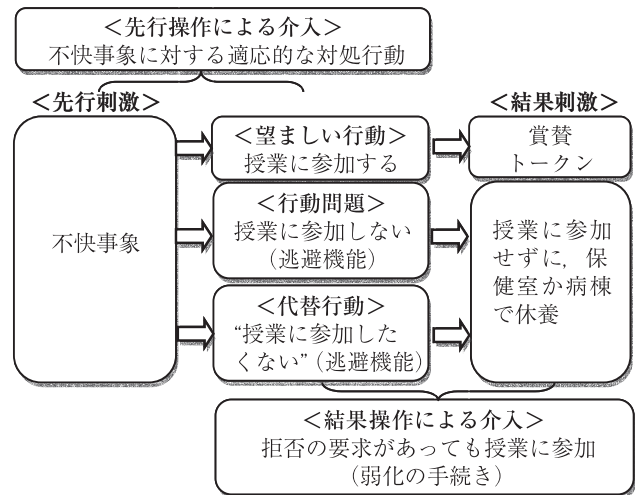 ＜先行操作による介入＞
不快事象に対する適応的な対処行動
＜先行刺激＞
＜結果刺激＞
不快事象
＜望ましい行動＞
授業に参加する
賞賛
トークン
＜行動問題＞
授業に参加しない
（逃避機能）
授業に参加
せずに，保
健室か病棟
で休養
＜代替行動＞
“授業に参加した
くない”（逃避機能）
＜結果操作による介入＞
拒否の要求があっても授業に参加
（弱化の手続き）